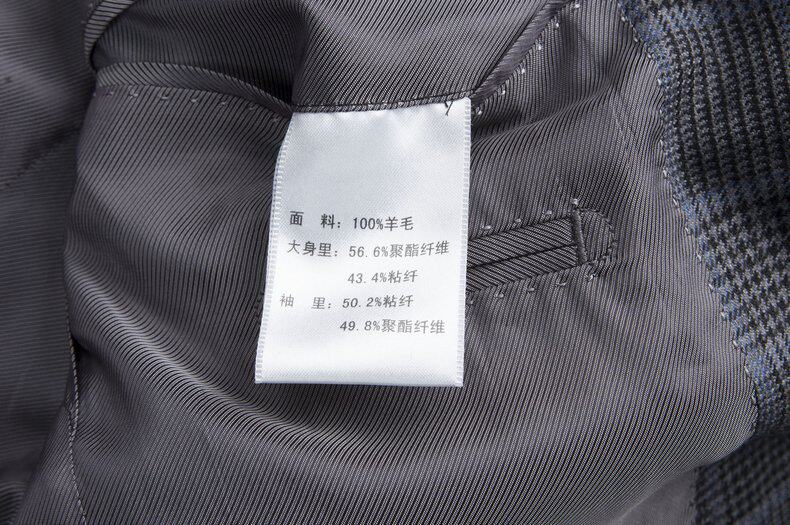 面 料：100%羊毛
大身里：56.6%聚酯纤维
43.4%粘纤
袖 里：50.2%粘纤
49.8%聚酯纤维